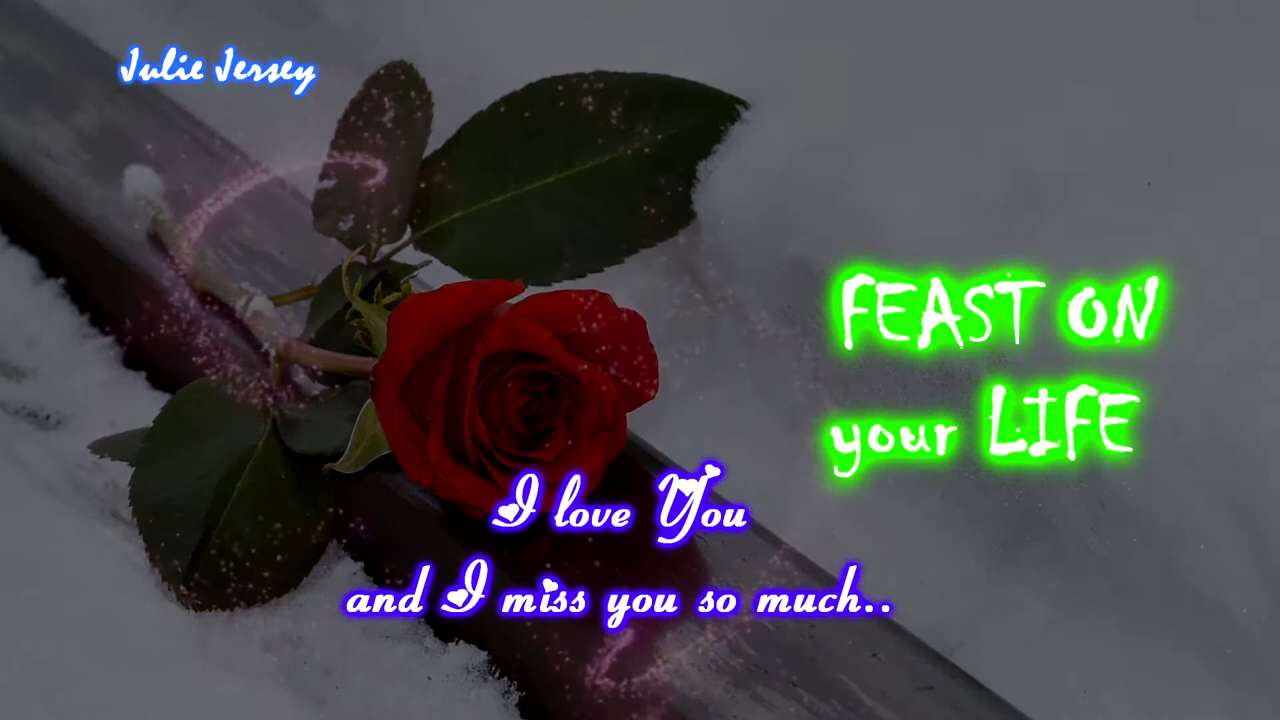 Julie Jersey
FEAST ON
your LIFE
I love You
and I miss you so much..